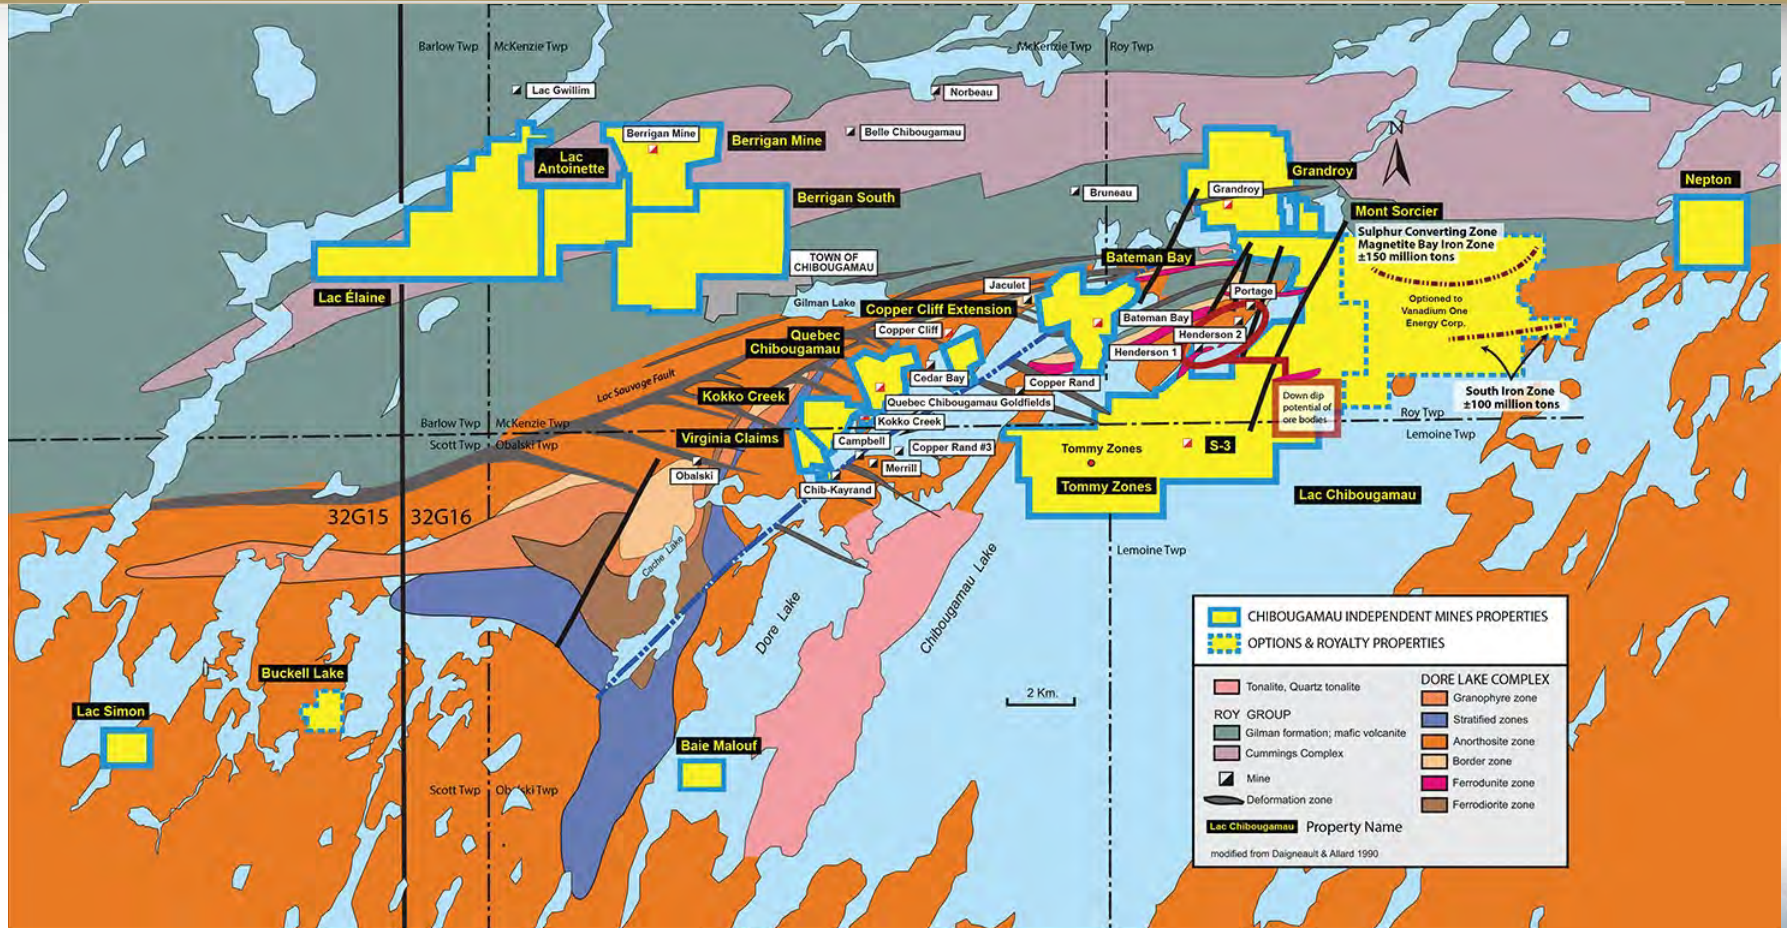 Barlow Twp
McKenzie Twp
McKenzie Twp
Roy Twp
Lac Gwillim
Norbeau
Berrigan Mine
Belle Chibougamau
Berrigan Mine
Lac
Antoinette
Berrigan South
Bruneau
Grandroy
Grandroy
Nepton
N
Mont Sorcier
Sulphur Converting Zone
Magnetite Bay Iron Zone
±150 million tons
TOWN OF
CHIBOUGAMAU
Bateman Bay
Lac Élaine
Gilman Lake
Jaculet
Portage
Optioned to
Vanadium One
Energy Corp.
Copper Cliff Extension
Bateman Bay
Copper Cliff
Henderson 2
Quebec
Chibougamau
Henderson 1
Lac Sauvage Fault
Cedar Bay
Copper Rand
South Iron Zone
±100 million tons
Kokko Creek
Quebec Chibougamau Goldfields
Down dip
potential of
ore bodies
Roy Twp
Lemoine Twp
Barlow Twp
McKenzie Twp
Scott Twp
Obalski Twp
Kokko Creek
Virginia Claims
Campbell
Copper Rand #3
Tommy Zones
S-3
Obalski
Merrill
Chib-Kayrand
Tommy Zones
Lac Chibougamau
32G15
32G16
Cache Lake
Lemoine Twp
Dore Lake
Chibougamau Lake
Buckell Lake
Lac Simon
Baie Malouf
2 Km.
Scott Twp
Obalski Twp
CHIBOUGAMAU INDEPENDENT MINES PROPERTIES
OPTIONS & ROYALTY PROPERTIES
Tonalite, Quartz tonalite
ROY GROUP
Gilman formation; mafic volcanite
Cummings Complex
Mine
Deformation zone
Lac Chibougamau
Property Name
modified from Daigneault & Allard 1990
DORE LAKE COMPLEX
Granophyre zone
Stratified zones
Anorthosite zone
Border zone
Ferrodunite zone
Ferrodiorite zone